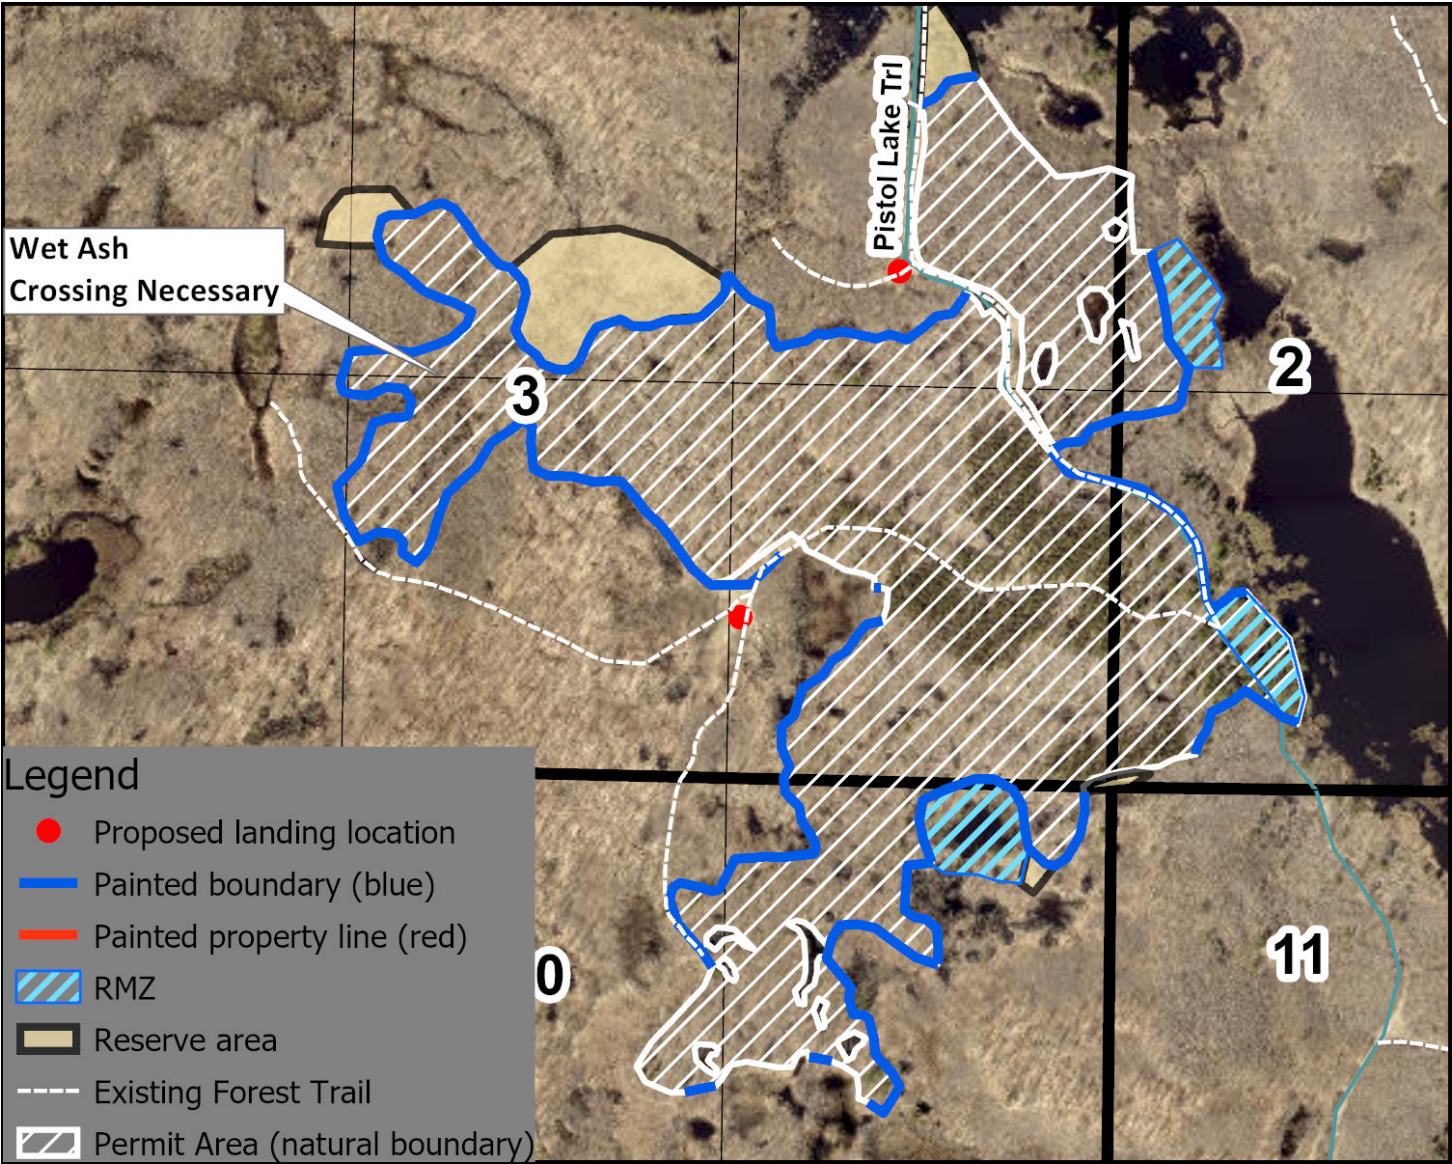 Pistol Lake Trl
Wet Ash
Crossing Necessary
3
2
0
11
Legend
Proposed landing location
Painted boundary (blue)
Painted property line (red)
RMZ
Reserve area
Existing Forest Trail
Permit Area (natural boundary)